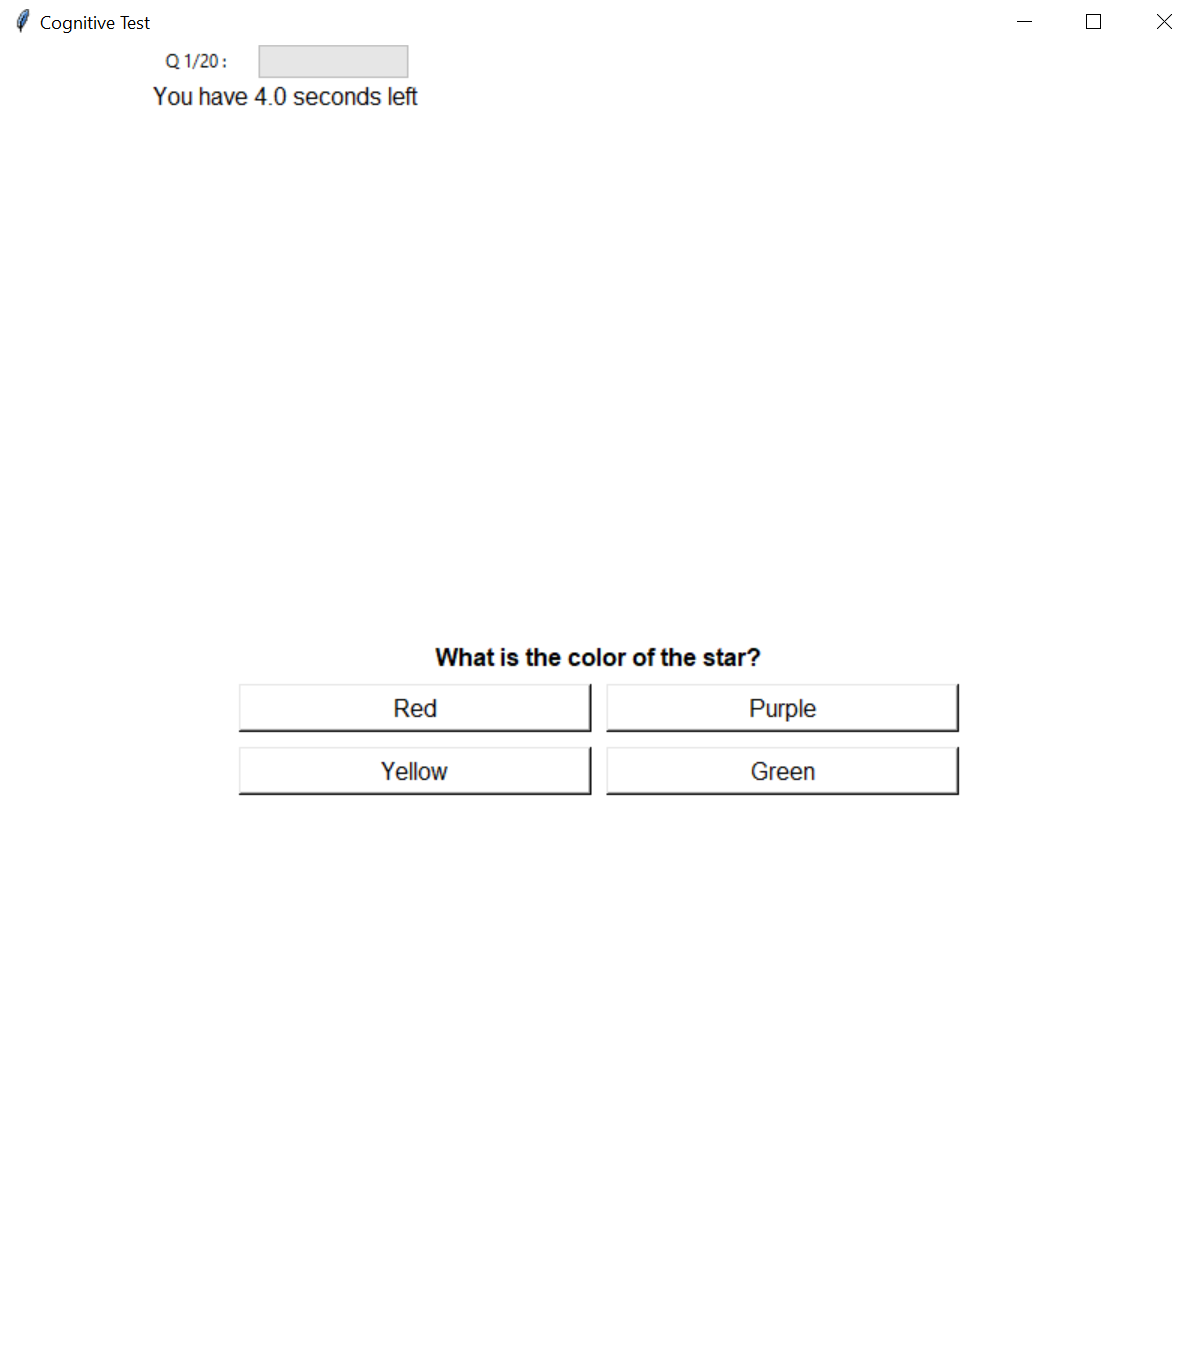 Cognitive Test
Q 1/20 :
You have 4.0 seconds left
What is the color of the star?
Red
Purple
Yellow
Green